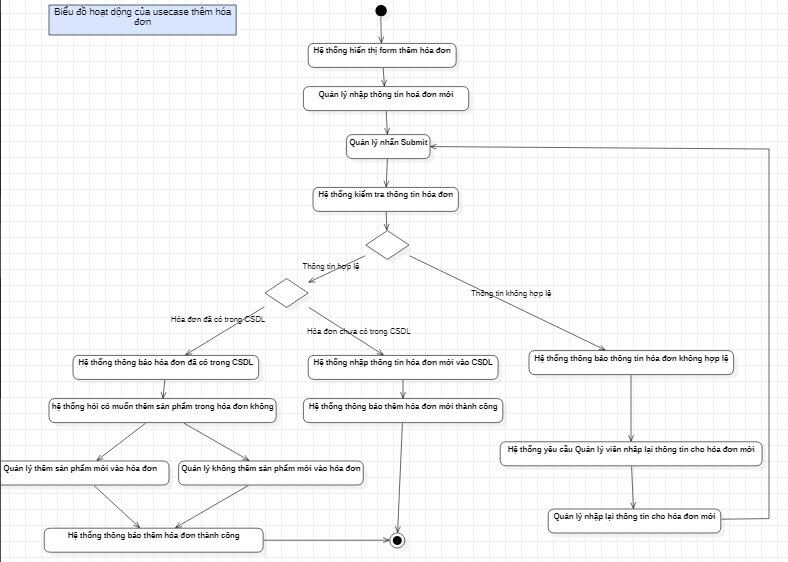 Biểu đồ hoạt động của usecase thêm hóa
đơn
Hệ thống hiển thị form thêm hóa đơn
Quản lý nhập thông tin hoá đơn mới
Quản lý nhấn Submit
Hệ thống kiểm tra thông tin hóa đơn
Thông tin hợp lệ
Thông tin không hợp lệ
Hóa đơn đã có trong CSDL
Hóa đơn chưa có trong CSDL
Hệ thống thông báo hóa đơn đã có trong CSDL
Hệ thống nhập thông tin hóa đơn mới vào CSDL
Hệ thống thông báo thông tin hóa đơn không hợp lệ
hệ thống hỏi có muốn thêm sản phẩm trong hóa đơn không
Hệ thống thông báo thêm hóa đơn mới thành công
Hệ thống yêu cầu Quản lý viên nhập lại thông tin cho hóa đơn mới
Quản lý thêm sản phẩm mới vào hóa đơn
Quản lý không thêm sản phẩm mới vào hóa đơn
Quản lý nhập lại thông tin cho hóa đơn mới
Hệ thống thông báo thêm hóa đơn thành công